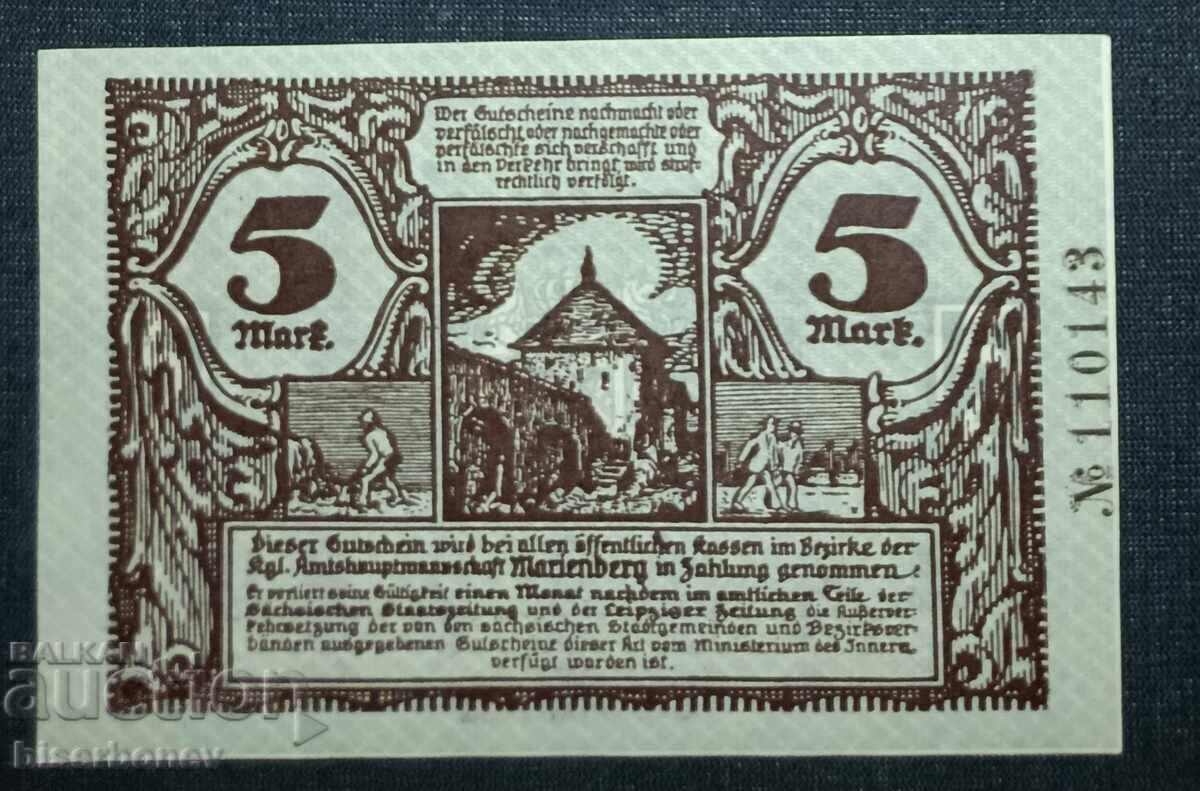 Wer Gutscheine nachmacht oder
verfälscht, oder nachgemachte oder
verfälschte sich verschafft und
in den Verkehr bringt, wird straf-
rechtlich verfolgt.
5
Mark.
5
Mark.
Dieser Gutschein wird bei allen öffentlichen Kassen im Bezirke der
Kgl. Amtshauptmannschaft Marienberg in Zahlung genommen.
Er verliert seine Gültigkeit einen Monat nachdem im amtlichen Teile der
Sächsischen Staatszeitung und der Leipziger Zeitung die Außerver-
kehrsetzung der von den sächsischen Stadtgemeinden und Bezirksver-
bänden ausgegebenen Gutscheine dieser Art vom Ministerium des Innern
verfügt worden ist.
№ 110143
BALKAN
auction
biserbonev